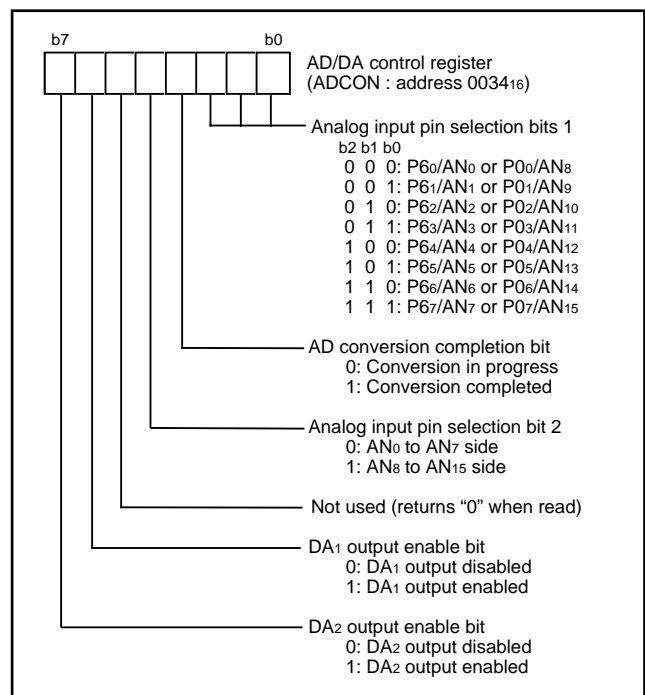 b7 b0
AD/DA control register
(ADCON : address 003416)
Analog input pin selection bits 1
b2 b1 b0
0 0 0: P60/AN0 or P00/AN8
0 0 1: P61/AN1 or P01/AN9
0 1 0: P62/AN2 or P02/AN10
0 1 1: P63/AN3 or P03/AN11
1 0 0: P64/AN4 or P04/AN12
1 0 1: P65/AN5 or P05/AN13
1 1 0: P66/AN6 or P06/AN14
1 1 1: P67/AN7 or P07/AN15
AD conversion completion bit
0: Conversion in progress
1: Conversion completed
Analog input pin selection bit 2
0: AN0 to AN7 side
1: AN8 to AN15 side
Not used (returns “0” when read)
DA1 output enable bit
0: DA1 output disabled
1: DA1 output enabled
DA2 output enable bit
0: DA2 output disabled
1: DA2 output enabled